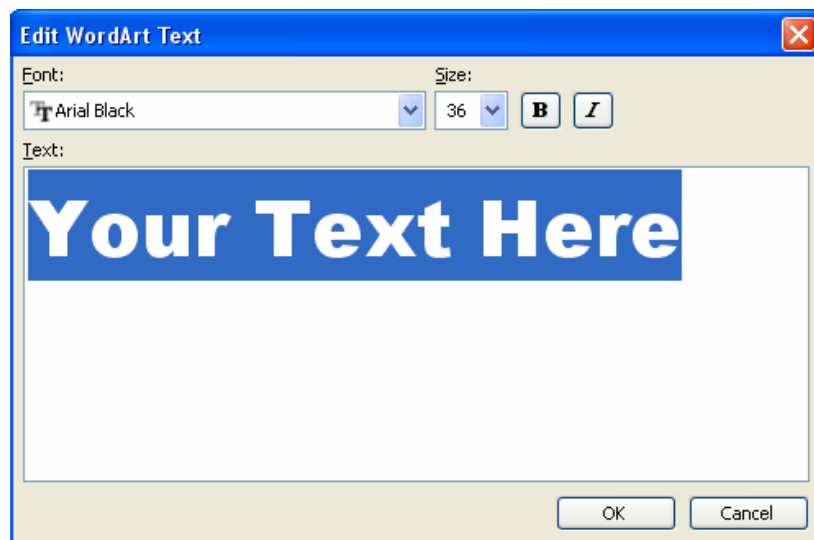 Edit WordArt Text
Font: Size:
Arial Black 36 B I
Text:
Your Text Here
OK Cancel